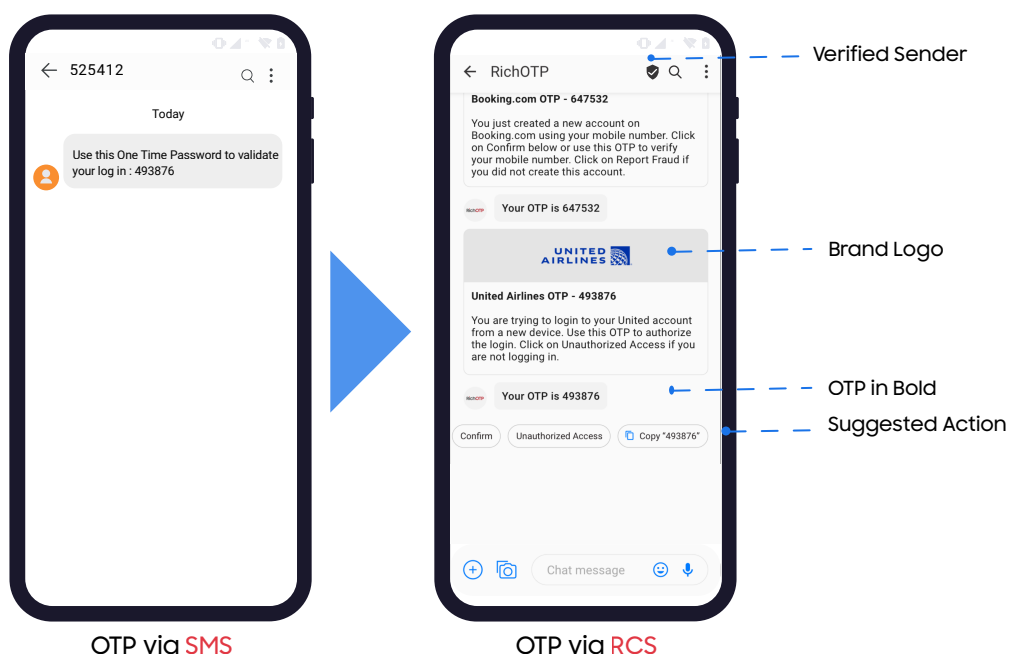 525412
Today
Use this One Time Password to validate
your log in : 493876
OTP via SMS
RichOTP
Booking.com OTP - 647532
You just created a new account on
Booking.com using your mobile number. Click
on Confirm below or use this OTP to verify
your mobile number. Click on Report Fraud if
you did not create this account.
RichOTP
Your OTP is 647532
UNITED
AIRLINES
United Airlines OTP - 493876
You are trying to login to your United account
from a new device. Use this OTP to authorize
the login. Click on Unauthorized Access if you
are not logging in.
RichOTP
Your OTP is 493876
Confirm
Unauthorized Access
Copy "493876"
Chat message
OTP via RCS
Verified Sender
Brand Logo
OTP in Bold
Suggested Action